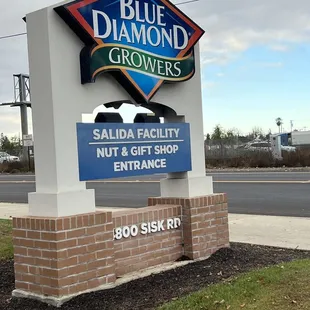 BLUE
DIAMOND
GROWERS
SALIDA FACILITY
NUT & GIFT SHOP
ENTRANCE
800 SISK RD